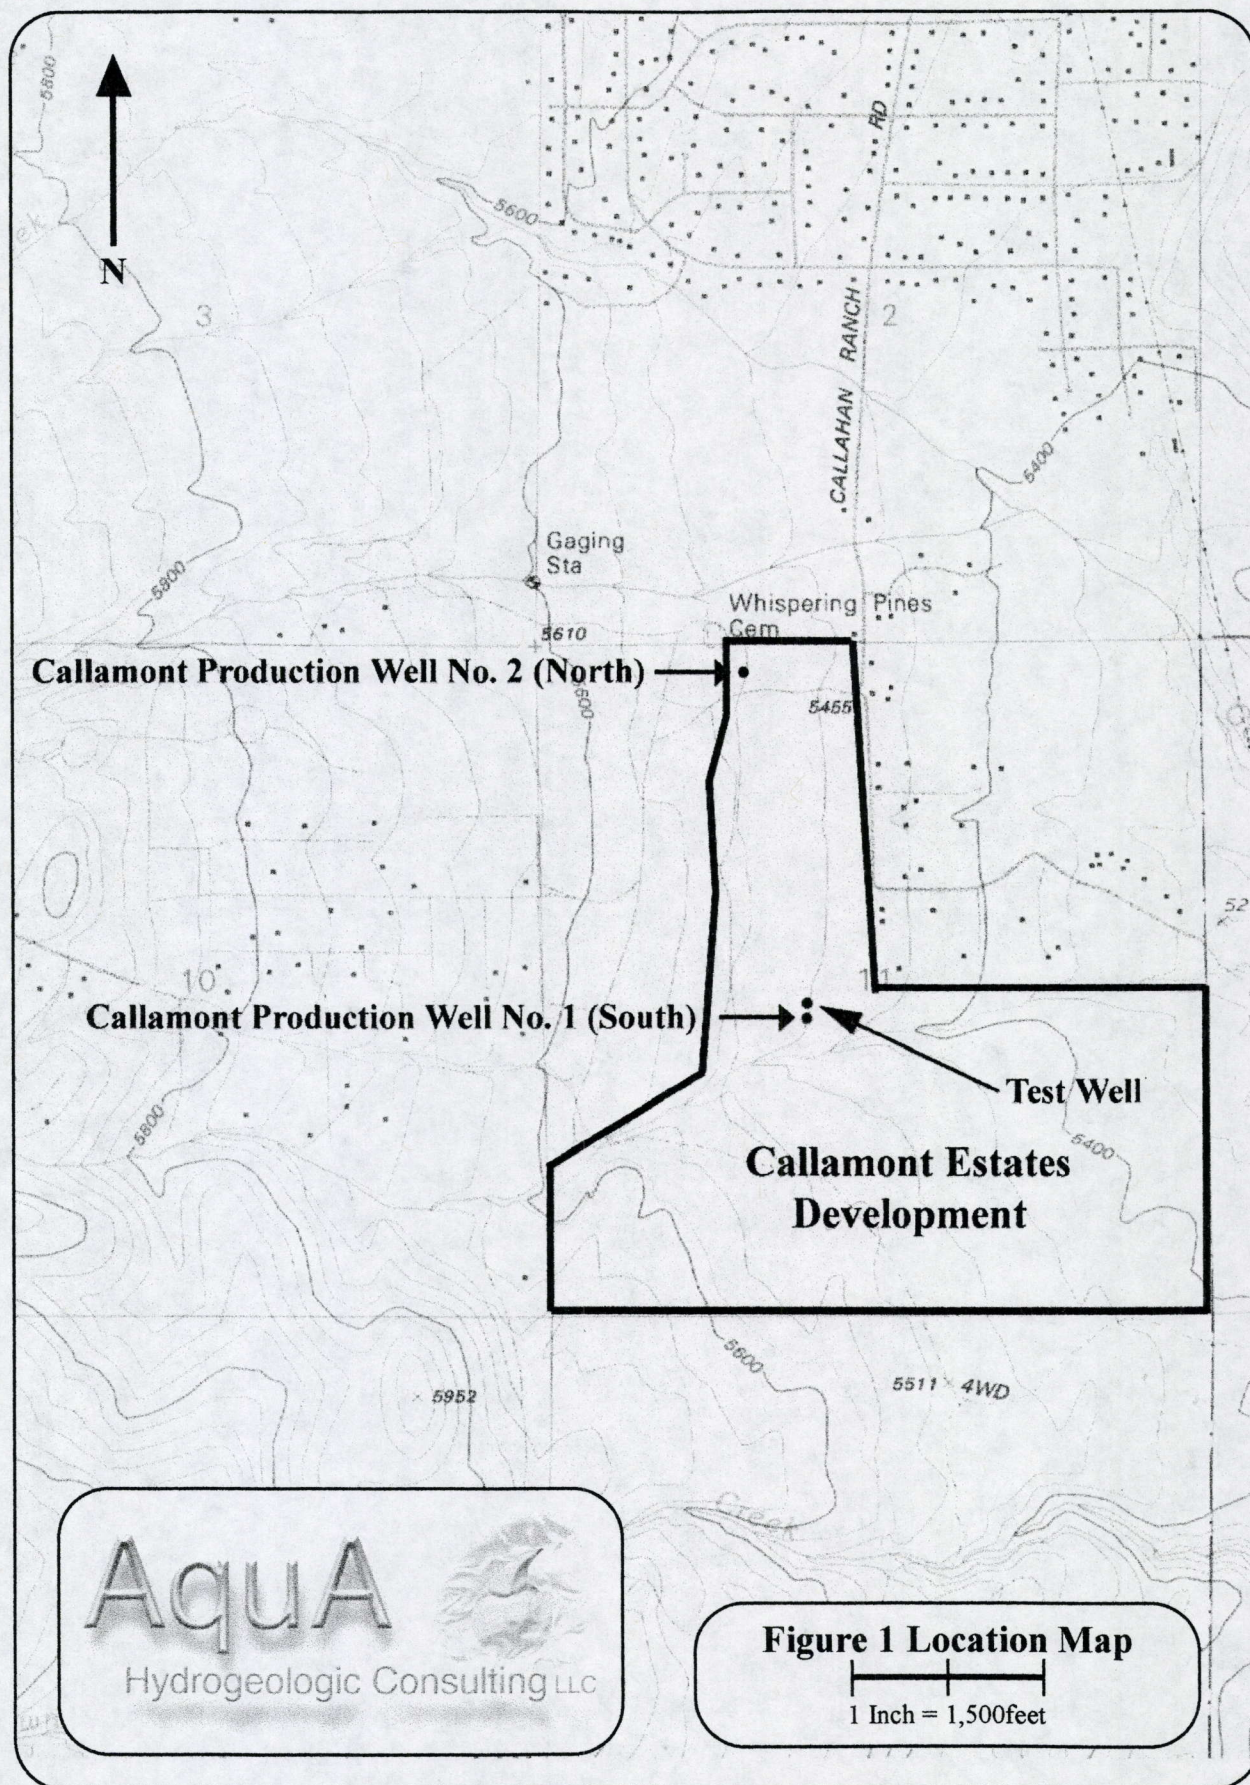 5800
RD
5600
N
3
2
CALLAHAN RANCH
5400
Gaging
Sta
5800
Whispering Pines
Cem
5610
Callamont Production Well No. 2 (North)
5600
5455
52
10
11
Callamont Production Well No. 1 (South)
Test Well
5800
5400
Callamont Estates
Development
5600
5952
5511 4WD
Creek
AquA
Hydrogeologic Consulting LLC
Figure 1 Location Map
1 Inch = 1,500feet